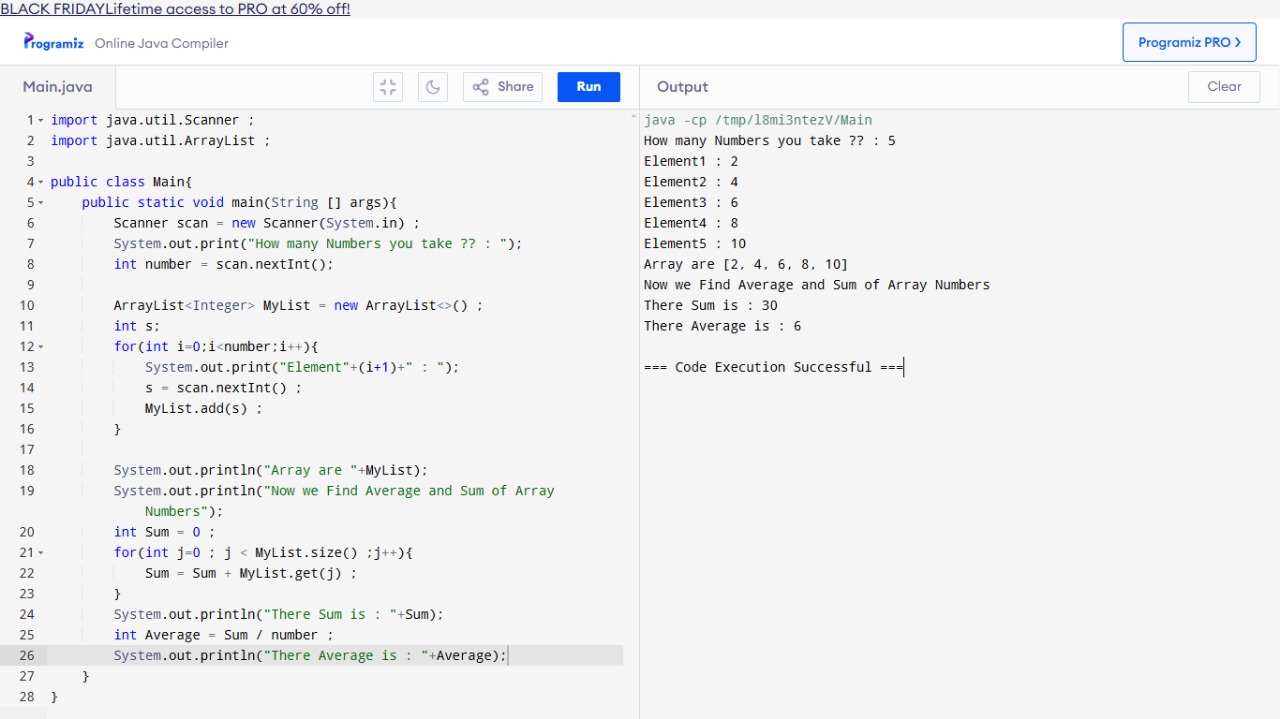 BLACK FRIDAYLifetime access to PRO at 60% off!
Programiz Online Java Compiler
Programiz PRO >
Main.java
Share
Run
Output
Clear
1 import java.util.Scanner ;
2 import java.util.ArrayList ;
3
4 public class Main{
5     public static void main(String [] args){
6         Scanner scan = new Scanner(System.in) ;
7         System.out.print("How many Numbers you take ?? : ");
8         int number = scan.nextInt();
9
10         ArrayList<Integer> MyList = new ArrayList<>() ;
11         int s;
12         for(int i=0;i<number;i++){
13             System.out.print("Element"+(i+1)+" : ");
14             s = scan.nextInt() ;
15             MyList.add(s) ;
16         }
17
18         System.out.println("Array are "+MyList);
19         System.out.println("Now we Find Average and Sum of Array
            Numbers");
20         int Sum = 0 ;
21         for(int j=0 ; j < MyList.size() ;j++){
22             Sum = Sum + MyList.get(j) ;
23         }
24         System.out.println("There Sum is : "+Sum);
25         int Average = Sum / number ;
26         System.out.println("There Average is : "+Average);
27     }
28 }
java -cp /tmp/l8mi3ntezV/Main
How many Numbers you take ?? : 5
Element1 : 2
Element2 : 4
Element3 : 6
Element4 : 8
Element5 : 10
Array are [2, 4, 6, 8, 10]
Now we Find Average and Sum of Array Numbers
There Sum is : 30
There Average is : 6
=== Code Execution Successful ===